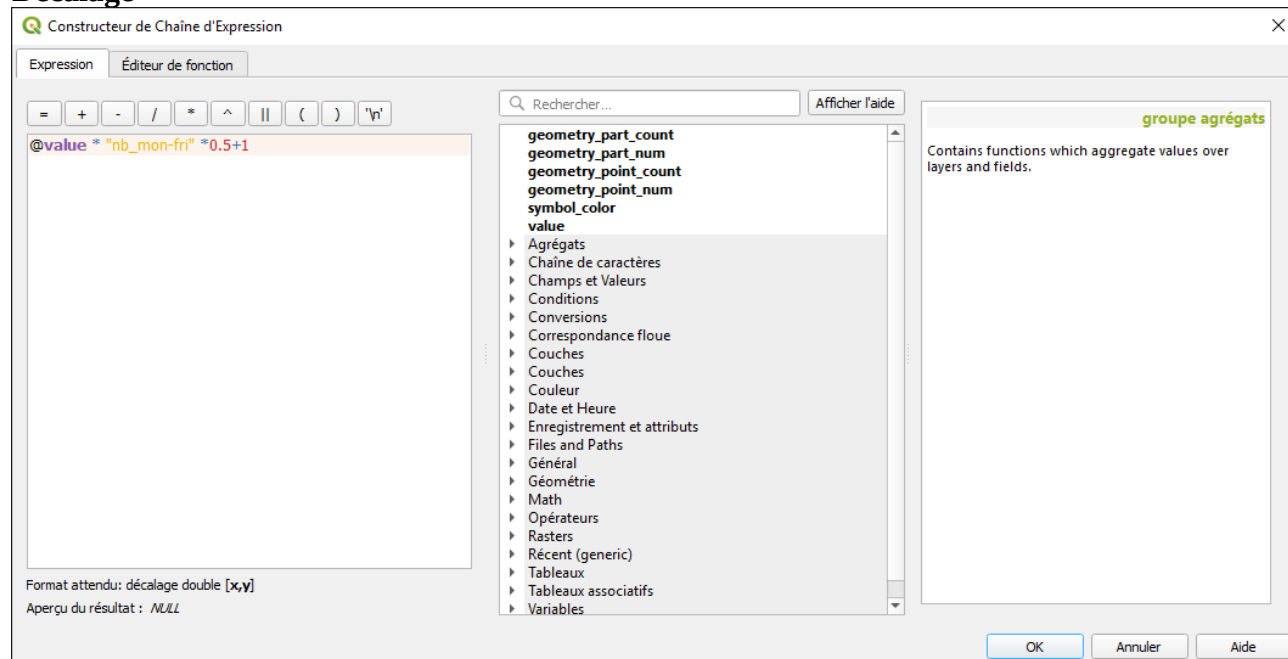 Décalage
Constructeur de Chaîne d'Expression
Expression
Éditeur de fonction
= + - / * ^ || ( ) '\n'
@value * "nb_mon-fri" *0.5+1
Format attendu: décalage double [x,y]
Aperçu du résultat : NULL
Rechercher...
Afficher l'aide
geometry_part_count
geometry_part_num
geometry_point_count
geometry_point_num
symbol_color
value
Agrégats
Chaîne de caractères
Champs et Valeurs
Conditions
Conversions
Correspondance floue
Couches
Couches
Couleur
Date et Heure
Enregistrement et attributs
Files and Paths
Général
Géométrie
Math
Opérateurs
Rasters
Récent (generic)
Tableaux
Tableaux associatifs
Variables
groupe agrégats
Contains functions which aggregate values over
layers and fields.
OK
Annuler
Aide